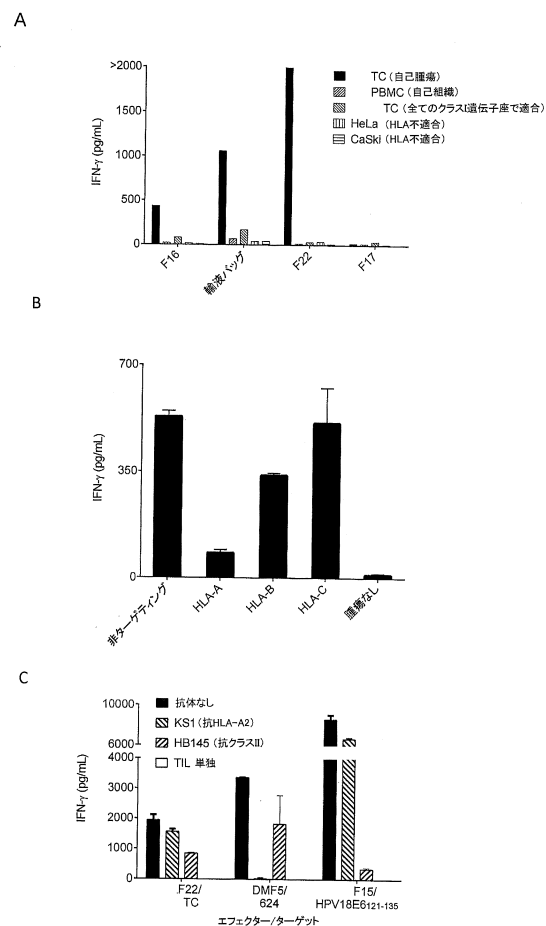 A
IFN-γ (pg/mL)
>2000
1500
1000
500
0
TC (自己腫瘍)
PBMC (自己組織)
TC (全てのクラスI遺伝子座で適合)
HeLa (HLA不適合)
CaSki (HLA不適合)
F16
輸液バッグ
F22
F17
B
IFN-γ (pg/mL)
700
350
0
非ターゲティング
HLA-A
HLA-B
HLA-C
腫瘍なし
C
IFN-γ (pg/mL)
10000
6000
4000
3000
2000
1000
0
抗体なし
KS1 (抗HLA-A2)
HB145 (抗クラスII)
TIL 単独
F22/
TC
DMF5/
624
F15/
HPV18E6121-135
エフェクター/ターゲット